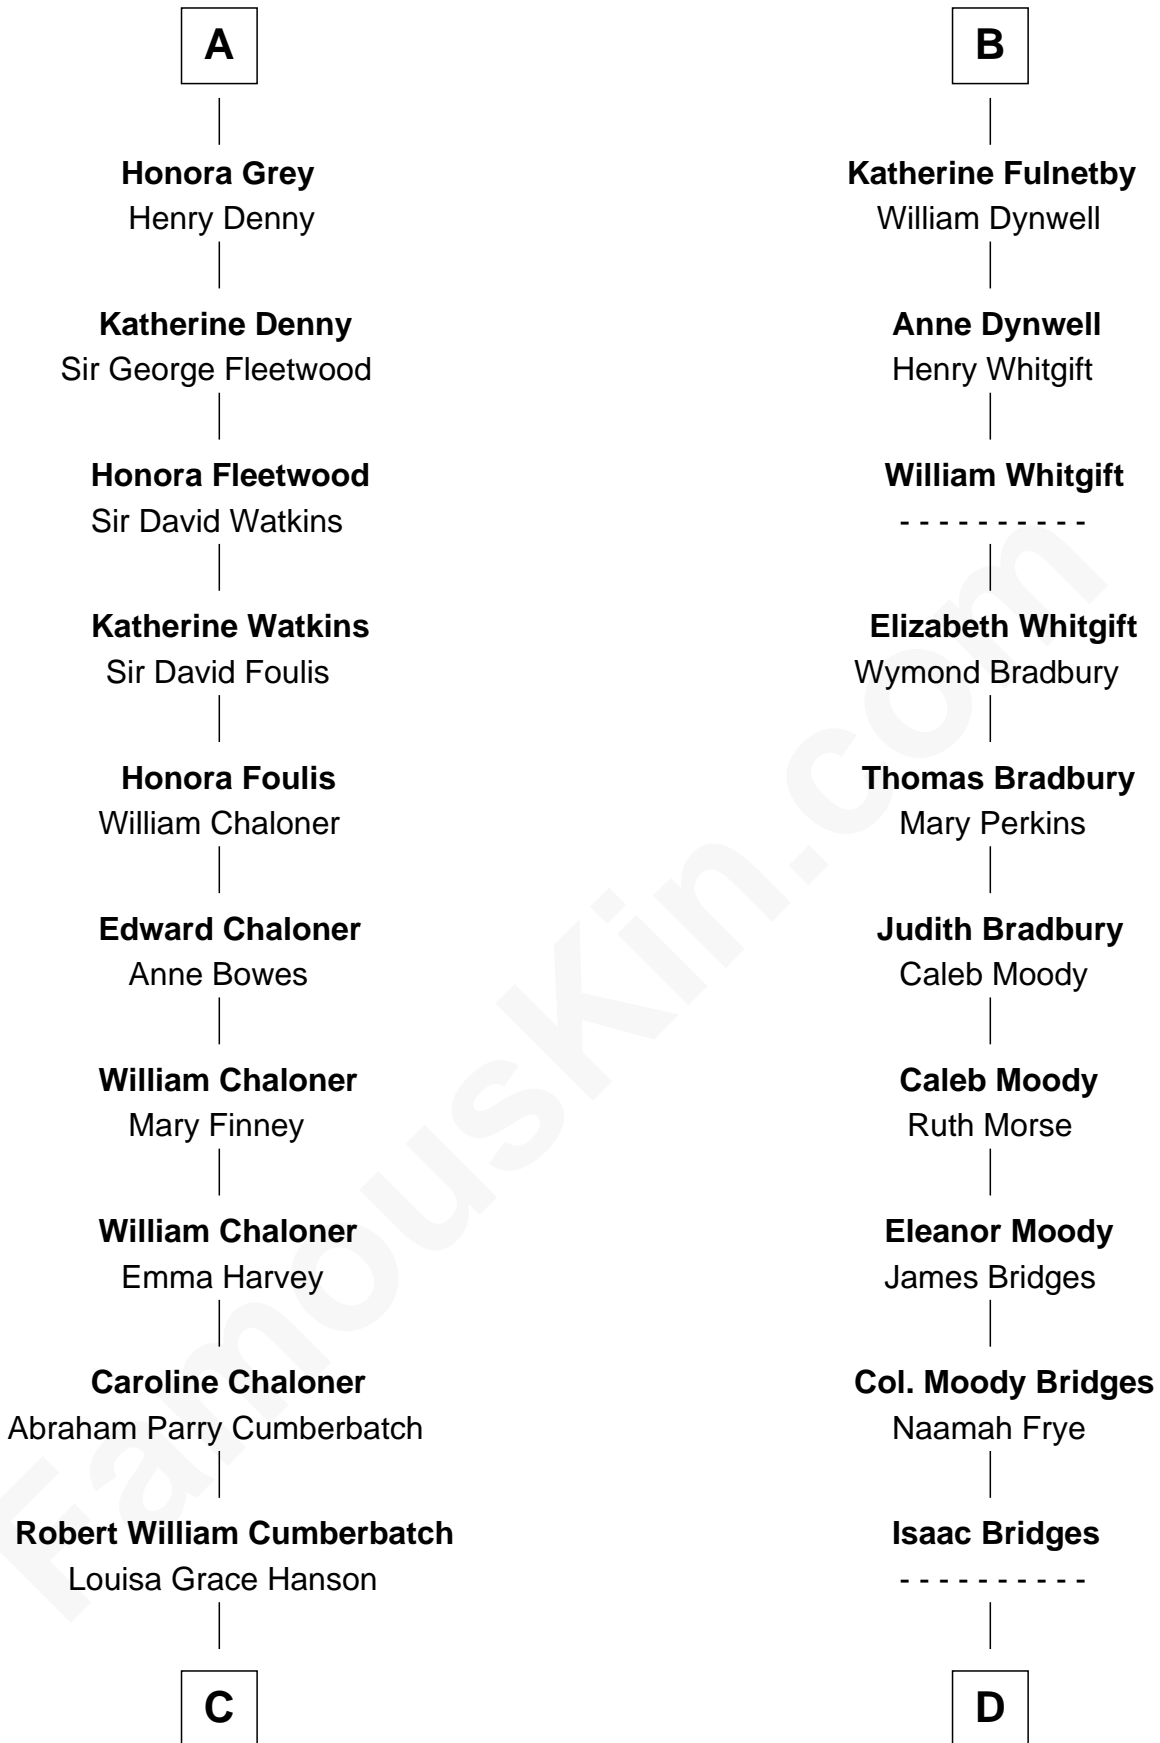 A
Honora Grey
Henry Denny
Katherine Denny
Sir George Fleetwood
Honora Fleetwood
Sir David Watkins
Katherine Watkins
Sir David Foulis
Honora Foulis
William Chaloner
Edward Chaloner
Anne Bowes
William Chaloner
Mary Finney
William Chaloner
Emma Harvey
Caroline Chaloner
Abraham Parry Cumberbatch
Robert William Cumberbatch
Louisa Grace Hanson
C
B
Katherine Fulnetby
William Dynwell
Anne Dynwell
Henry Whitgift
William Whitgift
- - - - - - - - - -
Elizabeth Whitgift
Wymond Bradbury
Thomas Bradbury
Mary Perkins
Judith Bradbury
Caleb Moody
Caleb Moody
Ruth Morse
Eleanor Moody
James Bridges
Col. Moody Bridges
Naamah Frye
Isaac Bridges
- - - - - - - - - -
D
FamousKin.com